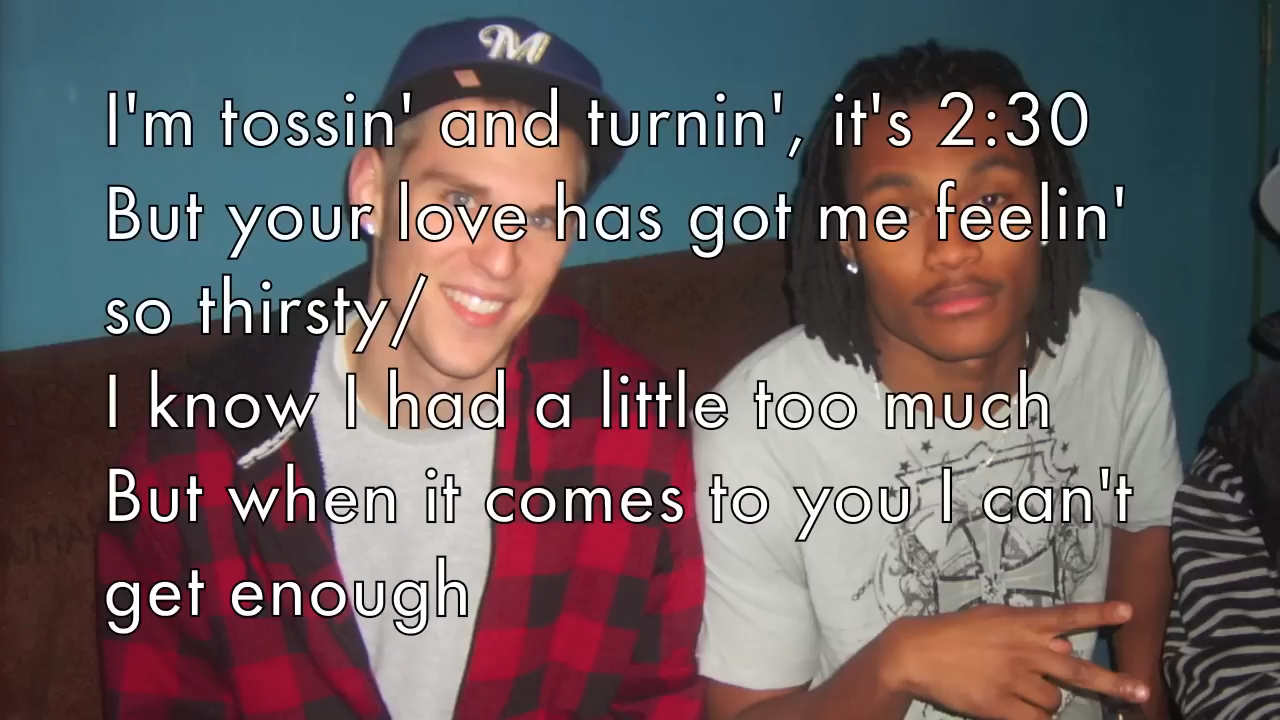 M
I'm tossin' and turnin', it's 2:30
But your love has got me feelin'
so thirsty/
I know I had a little too much
But when it comes to you I can't
get enough